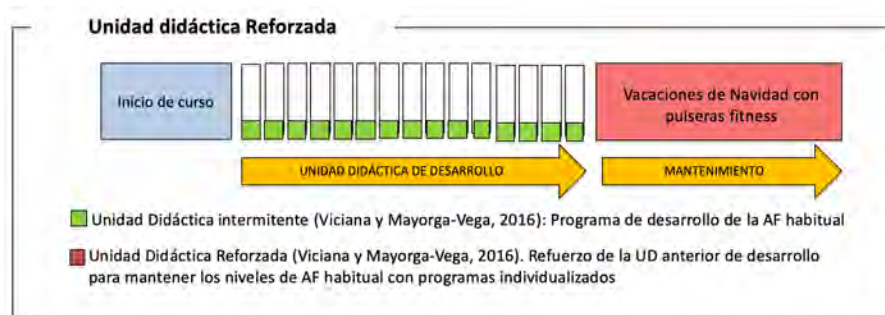 Unidad didáctica Reforzada
Inicio de curso
Vacaciones de Navidad con
pulseras fitness
UNIDAD DIDÁCTICA DE DESARROLLO
MANTENIMIENTO
Unidad Didáctica intermitente (Viciana y Mayorga-Vega, 2016): Programa de desarrollo de la AF habitual
Unidad Didáctica Reforzada (Viciana y Mayorga-Vega, 2016). Refuerzo de la UD anterior de desarrollo
para mantener los niveles de AF habitual con programas individualizados